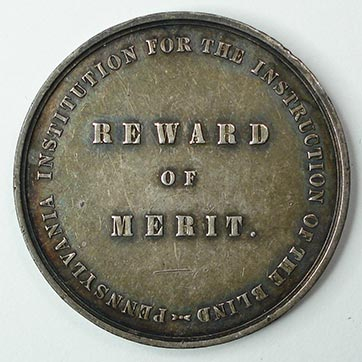 PENNSYLVANIA INSTITUTION FOR THE INSTRUCTION OF THE BLIND
REWARD
OF
MERIT.